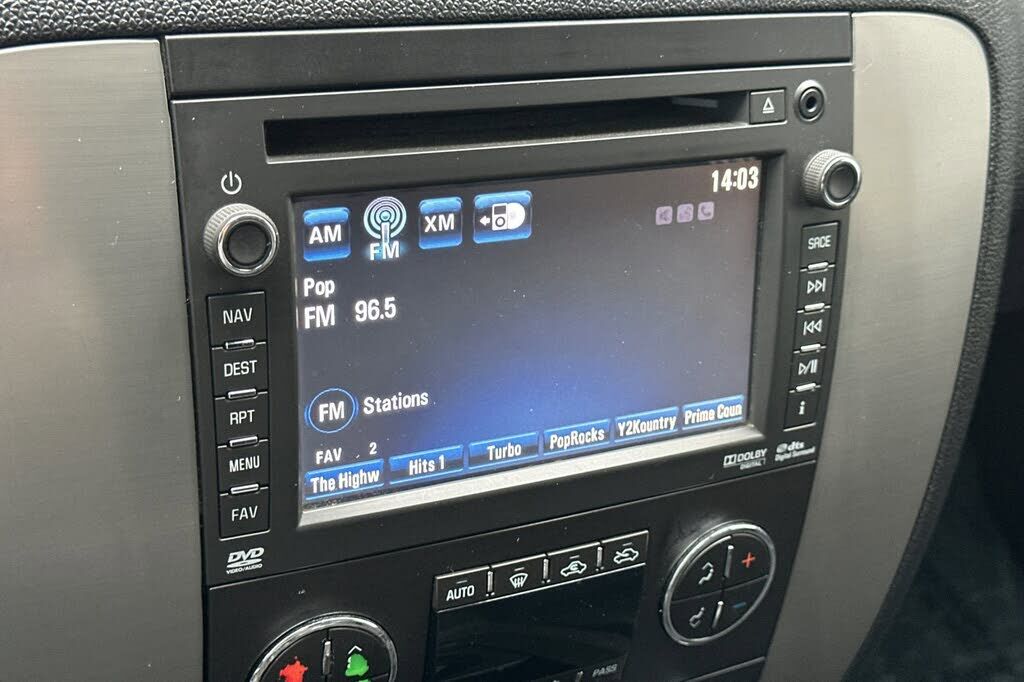 14:03
AM
FM
XM
SRCE
Pop
FM 96.5
NAV
DEST
RPT
MENU
FAV
i
FM Stations
FAV 2
The Highw
Hits 1
Turbo
PopRocks
Y2Kountry
Prime Coun
DOLBY
DIGITAL
dts
Digital Surround
DVD
VIDEO/AUDIO
AUTO
PASS